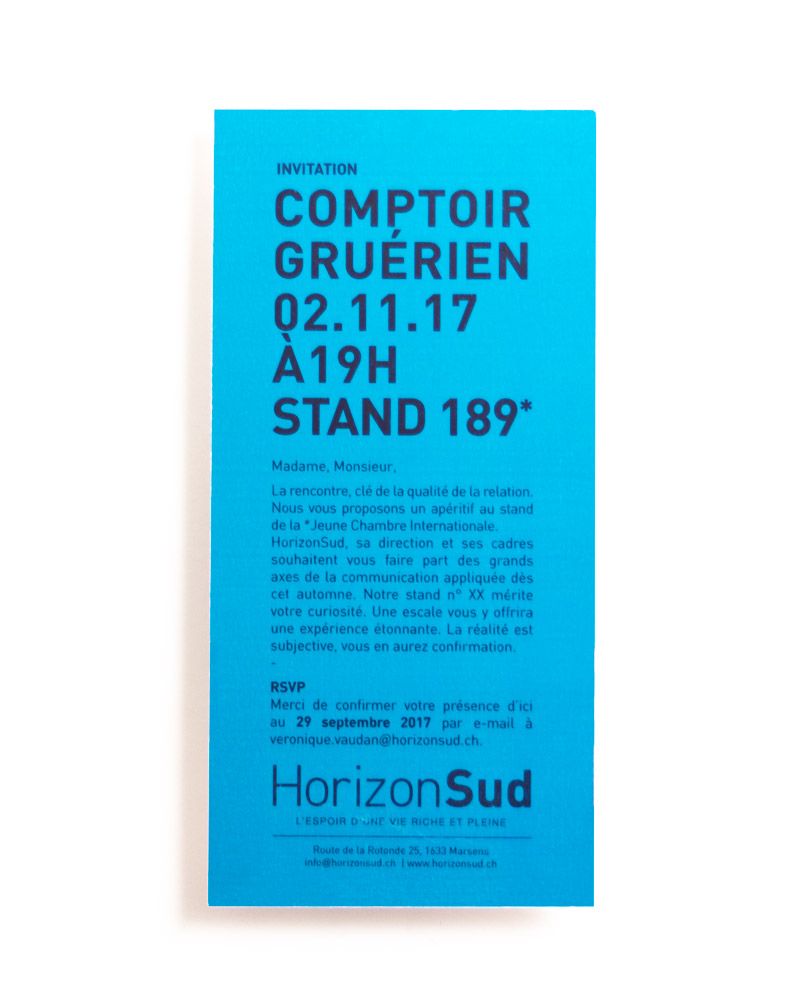 INVITATION
COMPTOIR
GRUÉRIEN
02.11.17
À19H
STAND 189*
Madame, Monsieur,
La rencontre, clé de la qualité de la relation.
Nous vous proposons un apéritif au stand
de la *Jeune Chambre Internationale.
HorizonSud, sa direction et ses cadres
souhaitent vous faire part des grands
axes de la communication appliquée dès
cet automne. Notre stand n° XX mérite
votre curiosité. Une escale vous y offrira
une expérience étonnante. La réalité est
subjective, vous en aurez confirmation.
-
RSVP
Merci de confirmer votre présence d'ici
au 29 septembre 2017 par e-mail à
veronique.vaudan@horizonsud.ch.
HorizonSud
L'ESPOIR D'UNE VIE RICHE ET PLEINE
Route de la Rotonde 25, 1633 Marsens
info@horizonsud.ch | www.horizonsud.ch